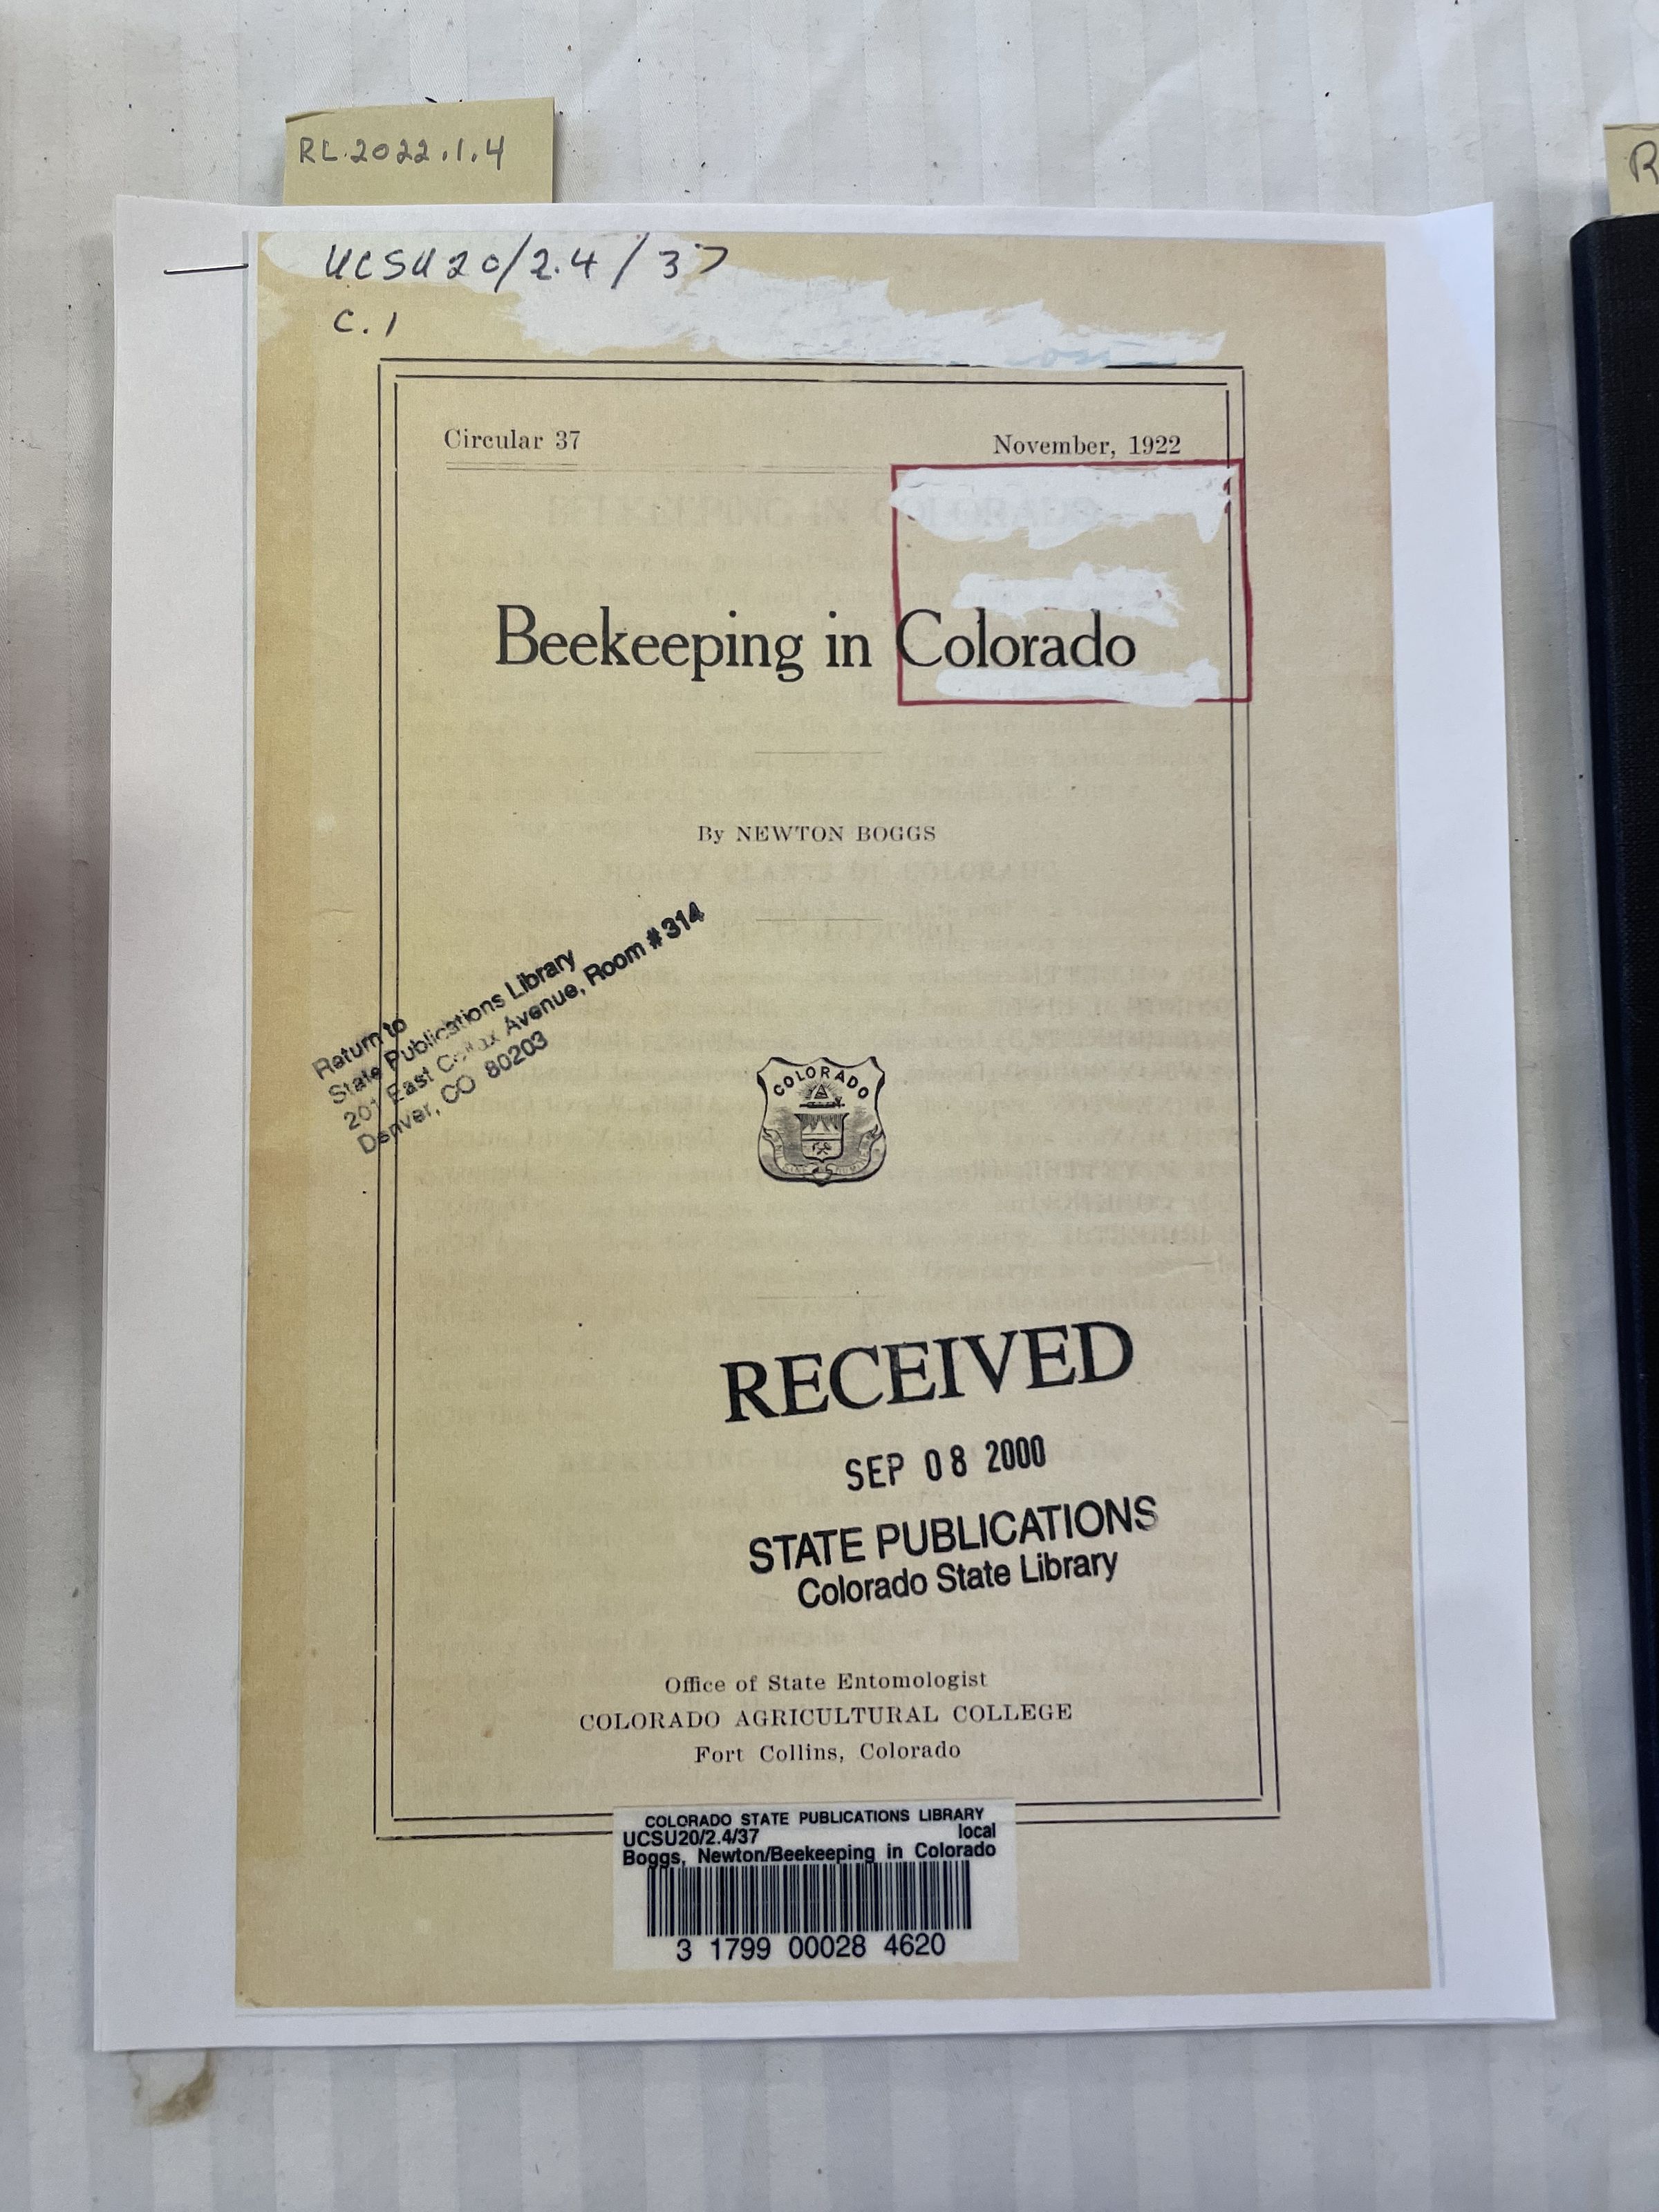 RL.2022.1.4
R
UCSU20/2.4/37
C.1
Circular 37
November, 1922
Beekeeping in Colorado
By NEWTON BOGGS
Return to
State Publications Library
201 East Colfax Avenue, Room #314
Denver, CO 80203
COLORADO
RECEIVED
SEP 08 2000
STATE PUBLICATIONS
Colorado State Library
Office of State Entomologist
COLORADO AGRICULTURAL COLLEGE
Fort Collins, Colorado
COLORADO STATE PUBLICATIONS LIBRARY
UCSU20/2.4/37 local
Boggs, Newton/Beekeeping in Colorado
3 1799 00028 4620